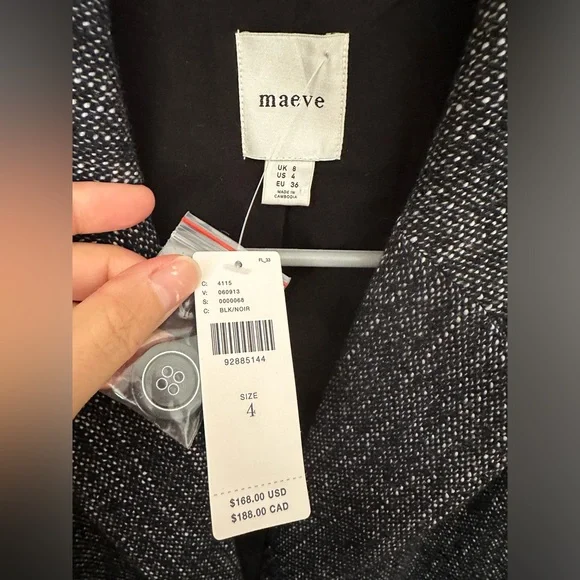 maeve
UK 8
US 4
EU 36
MADE IN
CAMBODIA
FL_33
C: 4115
V: 060913
S: 0000068
C: BLK/NOIR
92885144
SIZE
4
$168.00 USD
$188.00 CAD